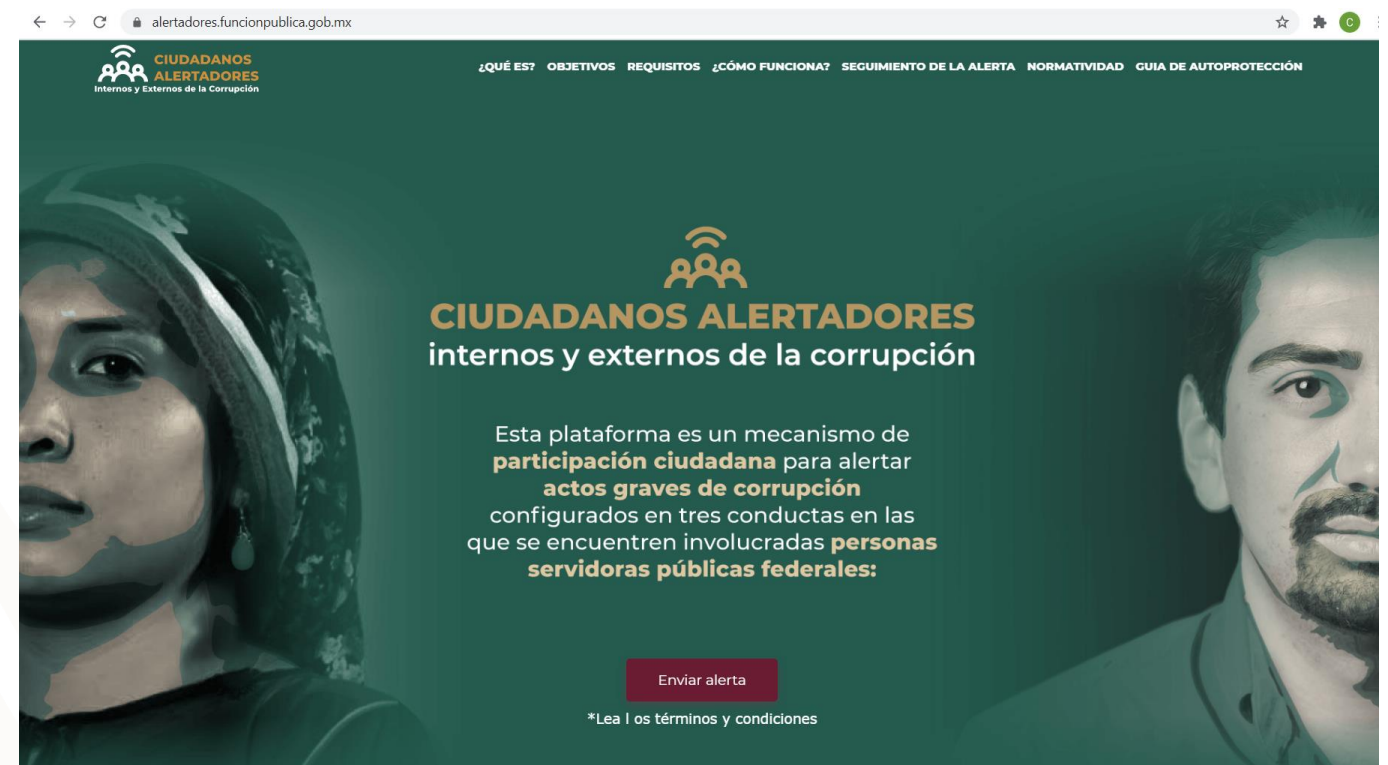 alertadores.funcionpublica.gob.mx
C
CIUDADANOS
ALERTADORES
Internos y Externos de la Corrupción
¿QUÉ ES? OBJETIVOS REQUISITOS ¿CÓMO FUNCIONA? SEGUIMIENTO DE LA ALERTA NORMATIVIDAD GUIA DE AUTOPROTECCIÓN
CIUDADANOS ALERTADORES
internos y externos de la corrupción
Esta plataforma es un mecanismo de
participación ciudadana para alertar
actos graves de corrupción
configurados en tres conductas en las
que se encuentren involucradas personas
servidoras públicas federales:
Enviar alerta
*Lea l os términos y condiciones